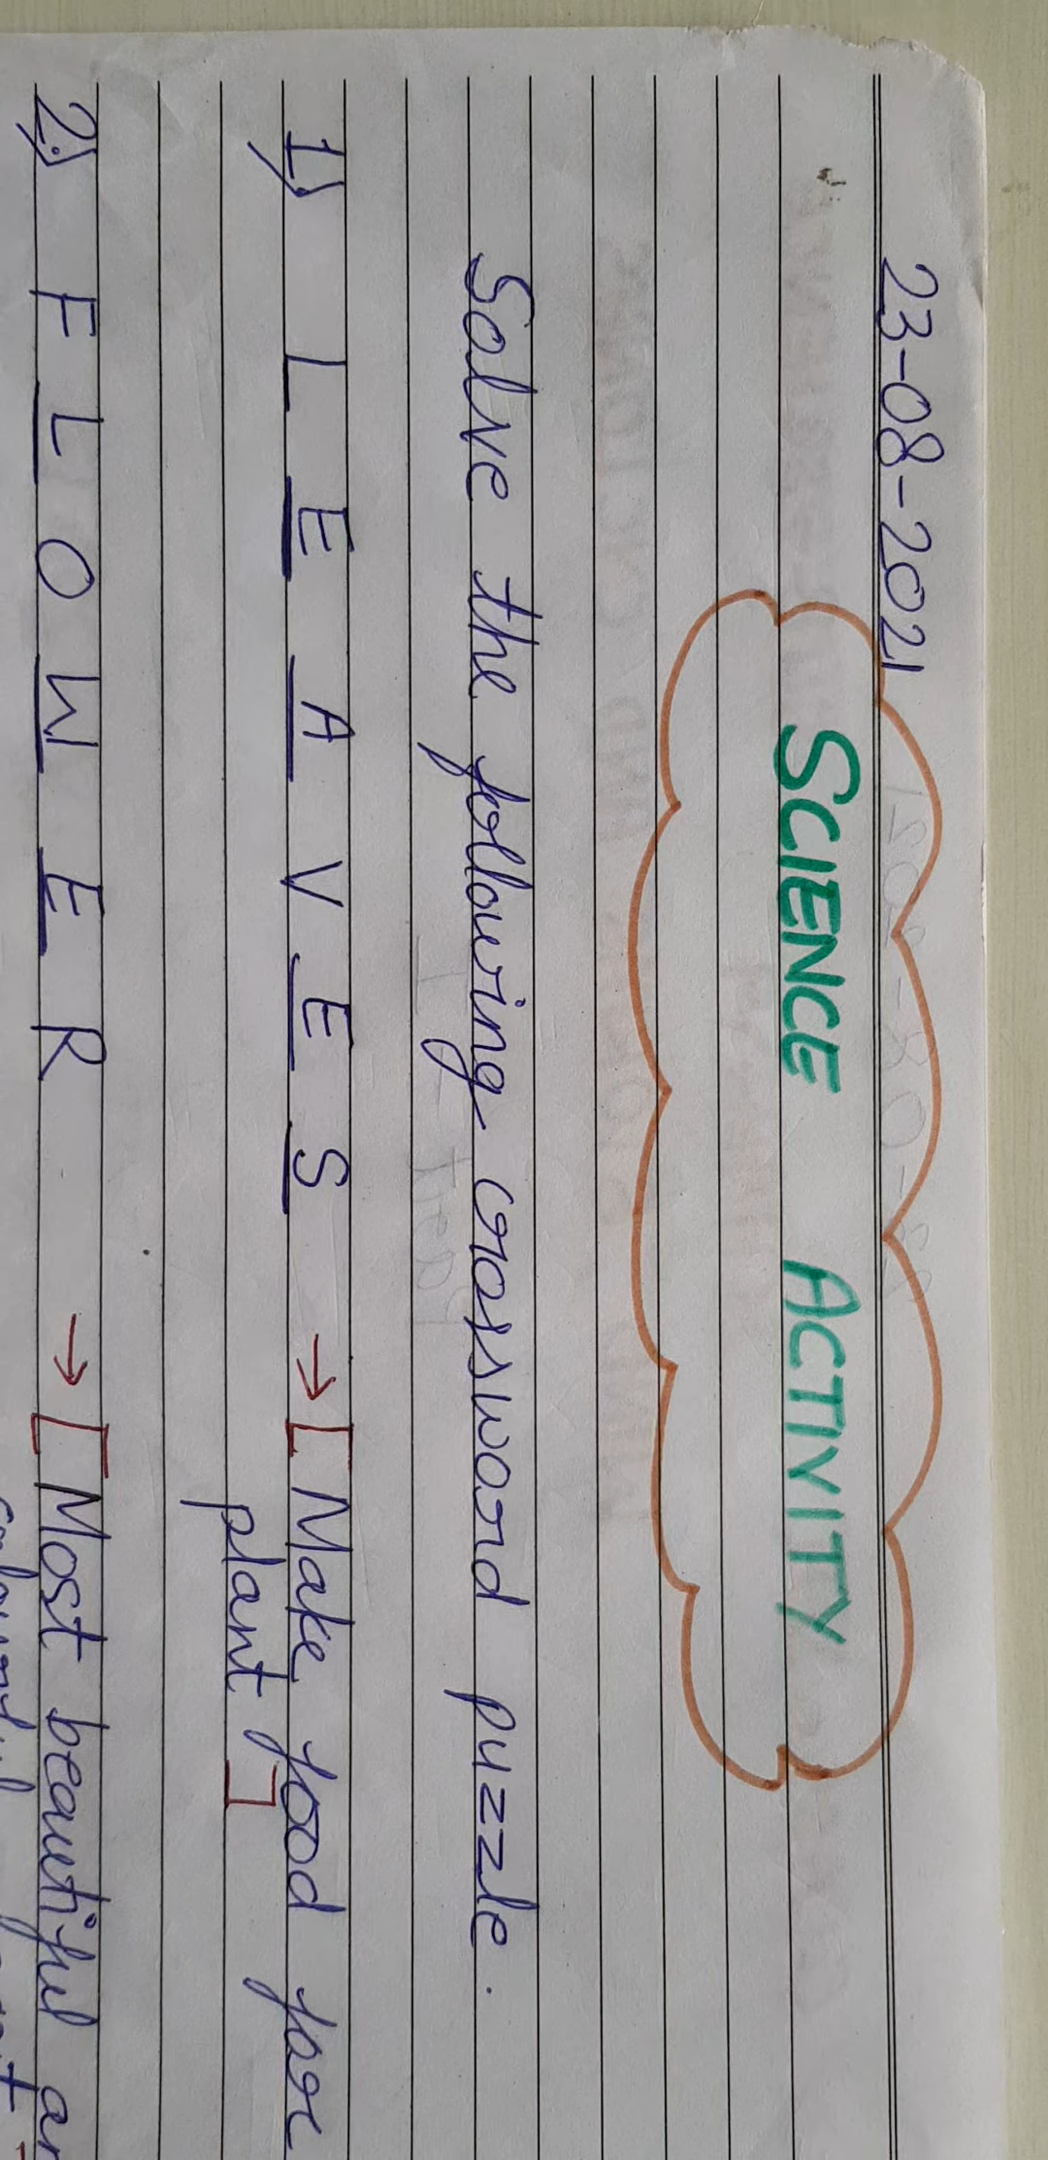 23-08-2021
SCIENCE ACTIVITY
Solve the following crossword puzzle.
1) L E A V E S → [Make food for
plant]
2.) F L O W E R → [Most beautiful